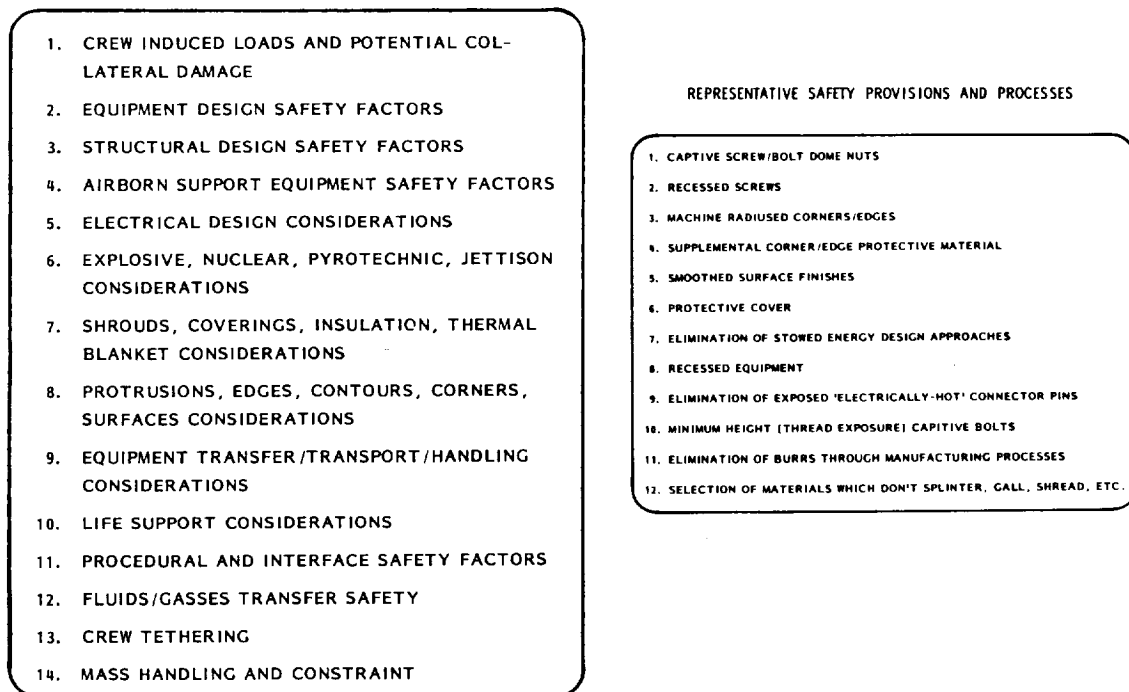 1. CREW INDUCED LOADS AND POTENTIAL COL-
LATERAL DAMAGE
2. EQUIPMENT DESIGN SAFETY FACTORS
3. STRUCTURAL DESIGN SAFETY FACTORS
4. AIRBORN SUPPORT EQUIPMENT SAFETY FACTORS
5. ELECTRICAL DESIGN CONSIDERATIONS
6. EXPLOSIVE, NUCLEAR, PYROTECHNIC, JETTISON
CONSIDERATIONS
7. SHROUDS, COVERINGS, INSULATION, THERMAL
BLANKET CONSIDERATIONS
8. PROTRUSIONS, EDGES, CONTOURS, CORNERS,
SURFACES CONSIDERATIONS
9. EQUIPMENT TRANSFER/TRANSPORT/HANDLING
CONSIDERATIONS
10. LIFE SUPPORT CONSIDERATIONS
11. PROCEDURAL AND INTERFACE SAFETY FACTORS
12. FLUIDS/GASSES TRANSFER SAFETY
13. CREW TETHERING
14. MASS HANDLING AND CONSTRAINT
REPRESENTATIVE SAFETY PROVISIONS AND PROCESSES
1. CAPTIVE SCREW/BOLT DOME NUTS
2. RECESSED SCREWS
3. MACHINE RADIUSED CORNERS/EDGES
4. SUPPLEMENTAL CORNER/EDGE PROTECTIVE MATERIAL
5. SMOOTHED SURFACE FINISHES
6. PROTECTIVE COVER
7. ELIMINATION OF STOWED ENERGY DESIGN APPROACHES
8. RECESSED EQUIPMENT
9. ELIMINATION OF EXPOSED 'ELECTRICALLY-HOT' CONNECTOR PINS
10. MINIMUM HEIGHT (THREAD EXPOSURE) CAPITIVE BOLTS
11. ELIMINATION OF BURRS THROUGH MANUFACTURING PROCESSES
12. SELECTION OF MATERIALS WHICH DON'T SPLINTER, GALL, SHREAD, ETC.